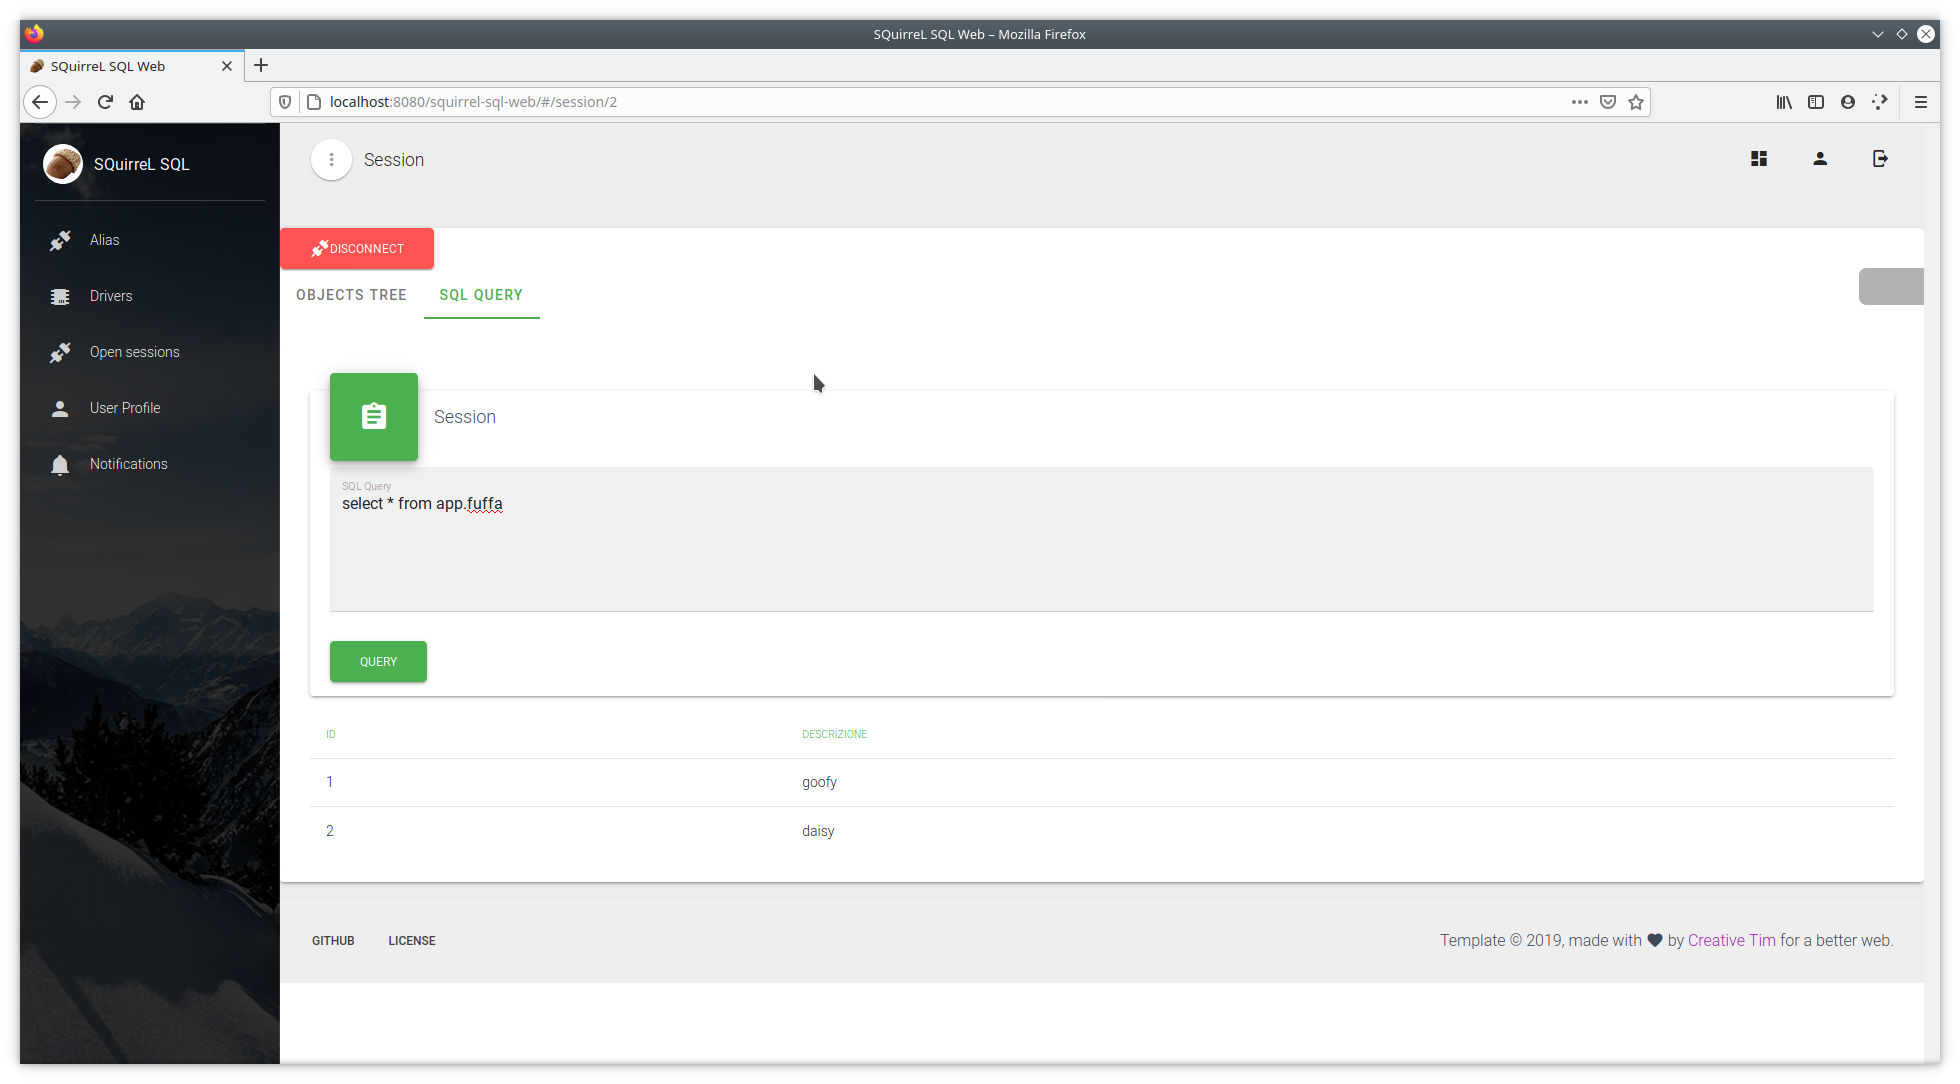 SQuirreL SQL Web – Mozilla Firefox
SQuirreL SQL Web
localhost:8080/squirrel-sql-web/#/session/2
SQuirreL SQL
Session
Alias
Drivers
Open sessions
User Profile
Notifications
DISCONNECT
OBJECTS TREE
SQL QUERY
Session
SQL Query
select * from app.fuffa
QUERY
ID DESCRIZIONE
1 goofy
2 daisy
GITHUB LICENSE
Template © 2019, made with by Creative Tim for a better web.